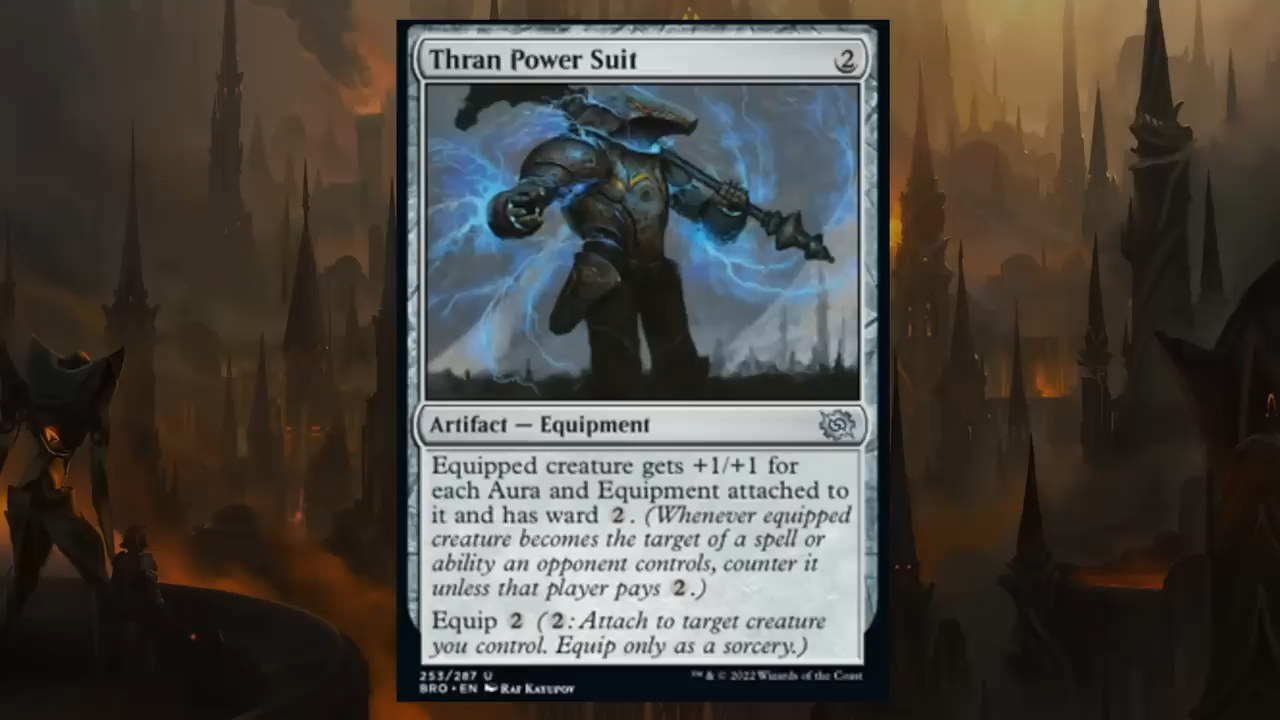 Thran Power Suit 2
Artifact — Equipment
Equipped creature gets +1/+1 for
each Aura and Equipment attached to
it and has ward 2. (Whenever equipped
creature becomes the target of a spell or
ability an opponent controls, counter it
unless that player pays 2.)
Equip 2 (2: Attach to target creature
you control. Equip only as a sorcery.)
253/287 U
™ & © 2022 Wizards of the Coast
BRO • EN Raf Kayupov